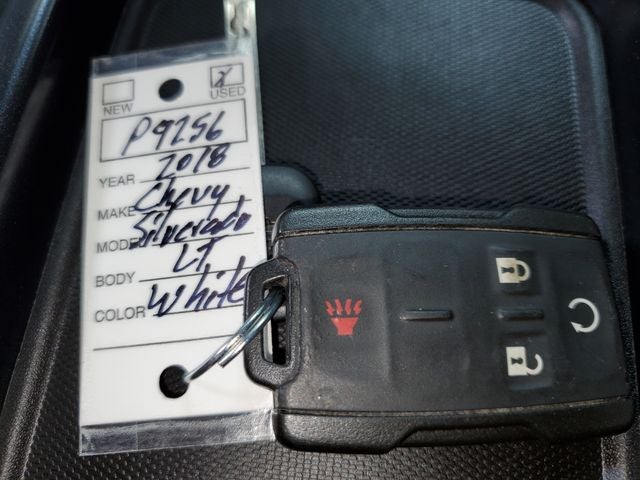 NEW X USED
P9256
YEAR 2018
MAKE Chevy
MODEL Silverado
BODY LT
COLOR White